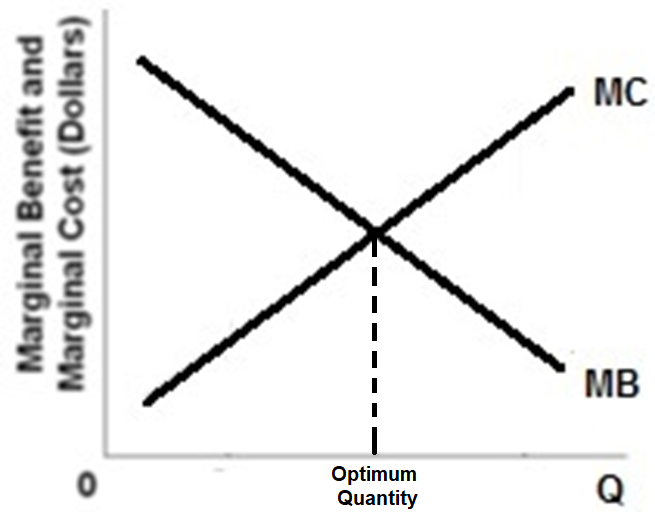 Marginal Benefit and
Marginal Cost (Dollars)
MC
MB
0
Optimum
Quantity
Q